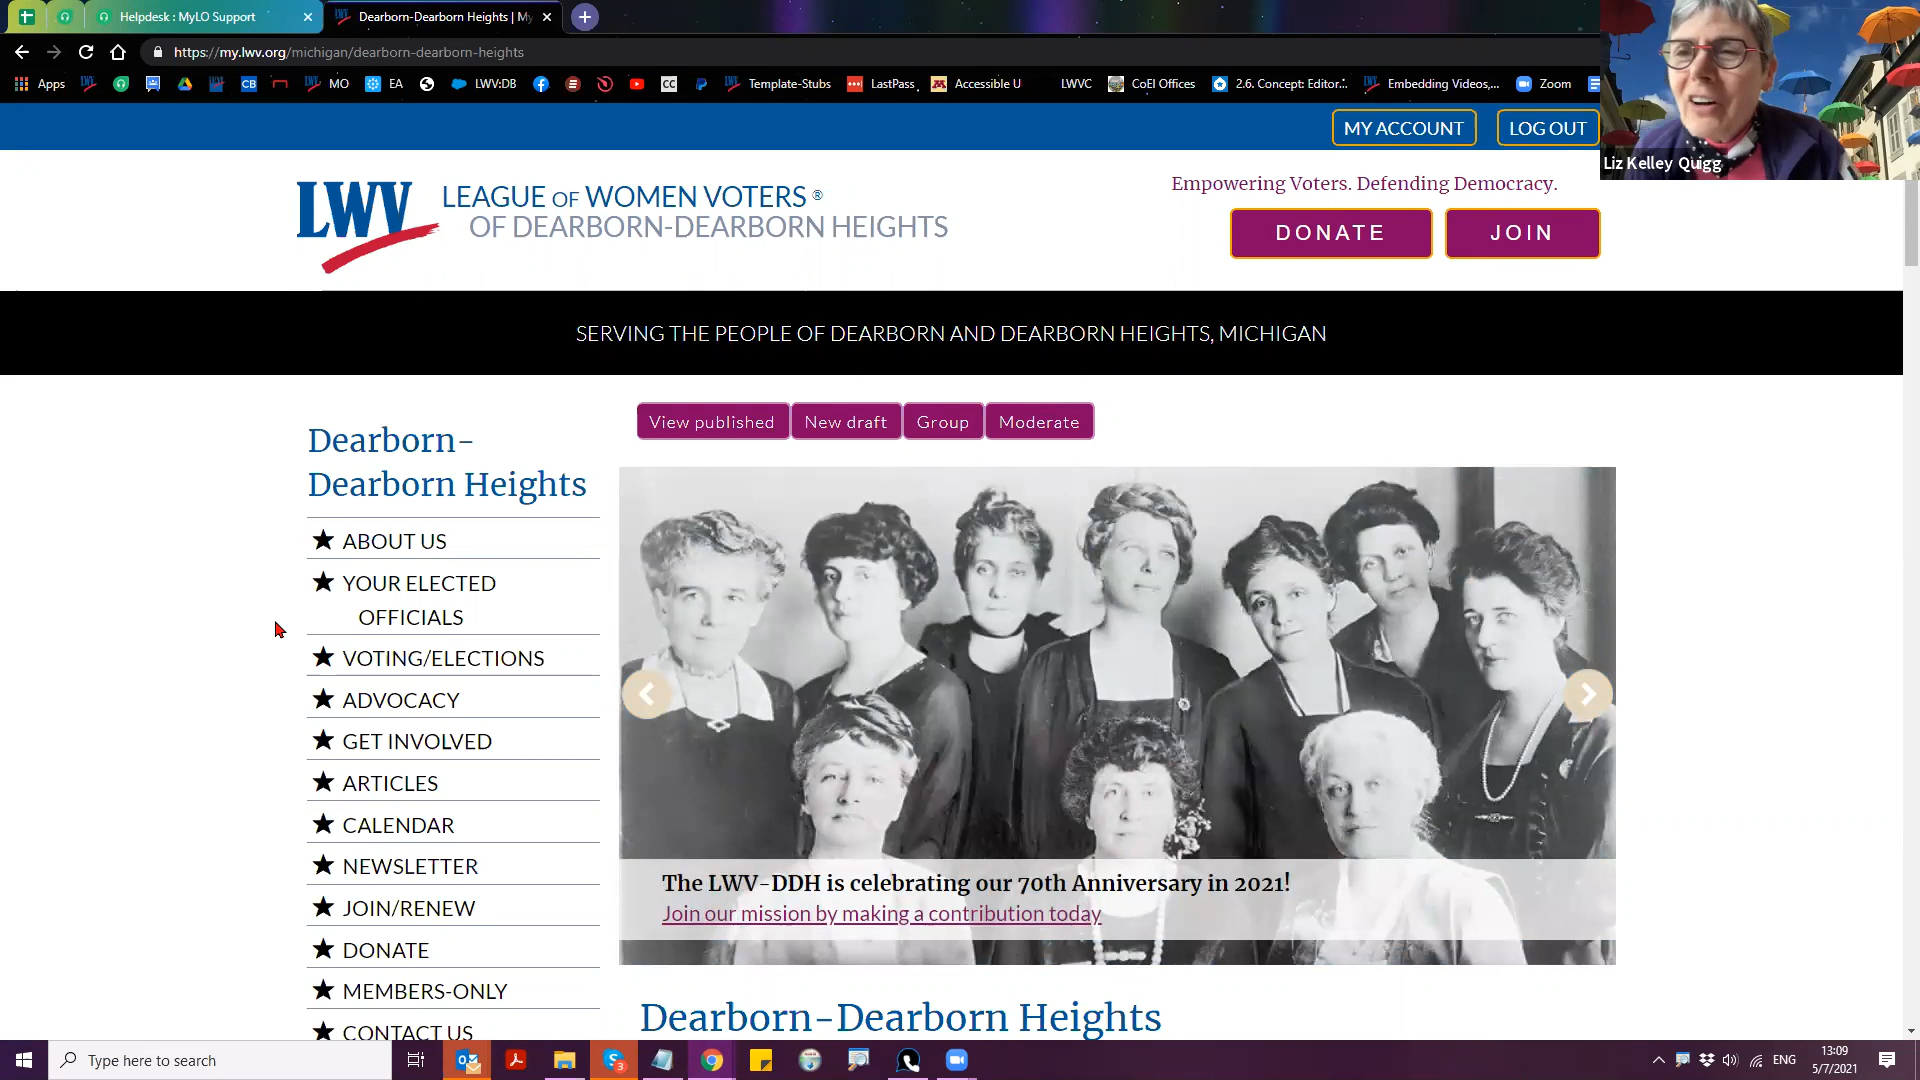 Helpdesk : MyLO Support
Dearborn-Dearborn Heights | My
https://my.lwv.org/michigan/dearborn-dearborn-heights
Apps
CB
MO
EA
LWV:DB
CC
Template-Stubs
LastPass
Accessible U
LWVC
CoEI Offices
2.6. Concept: Editor...
Embedding Videos,...
Zoom
MY ACCOUNT
LOG OUT
Liz Kelley Quigg
LWV
LEAGUE OF WOMEN VOTERS ®
OF DEARBORN-DEARBORN HEIGHTS
Empowering Voters. Defending Democracy.
DONATE
JOIN
SERVING THE PEOPLE OF DEARBORN AND DEARBORN HEIGHTS, MICHIGAN
View published
New draft
Group
Moderate
Dearborn-
Dearborn Heights
ABOUT US
YOUR ELECTED
OFFICIALS
VOTING/ELECTIONS
ADVOCACY
GET INVOLVED
ARTICLES
CALENDAR
NEWSLETTER
JOIN/RENEW
DONATE
MEMBERS-ONLY
CONTACT US
The LWV-DDH is celebrating our 70th Anniversary in 2021!
Join our mission by making a contribution today
Dearborn-Dearborn Heights
Type here to search
3
ENG
13:09
5/7/2021